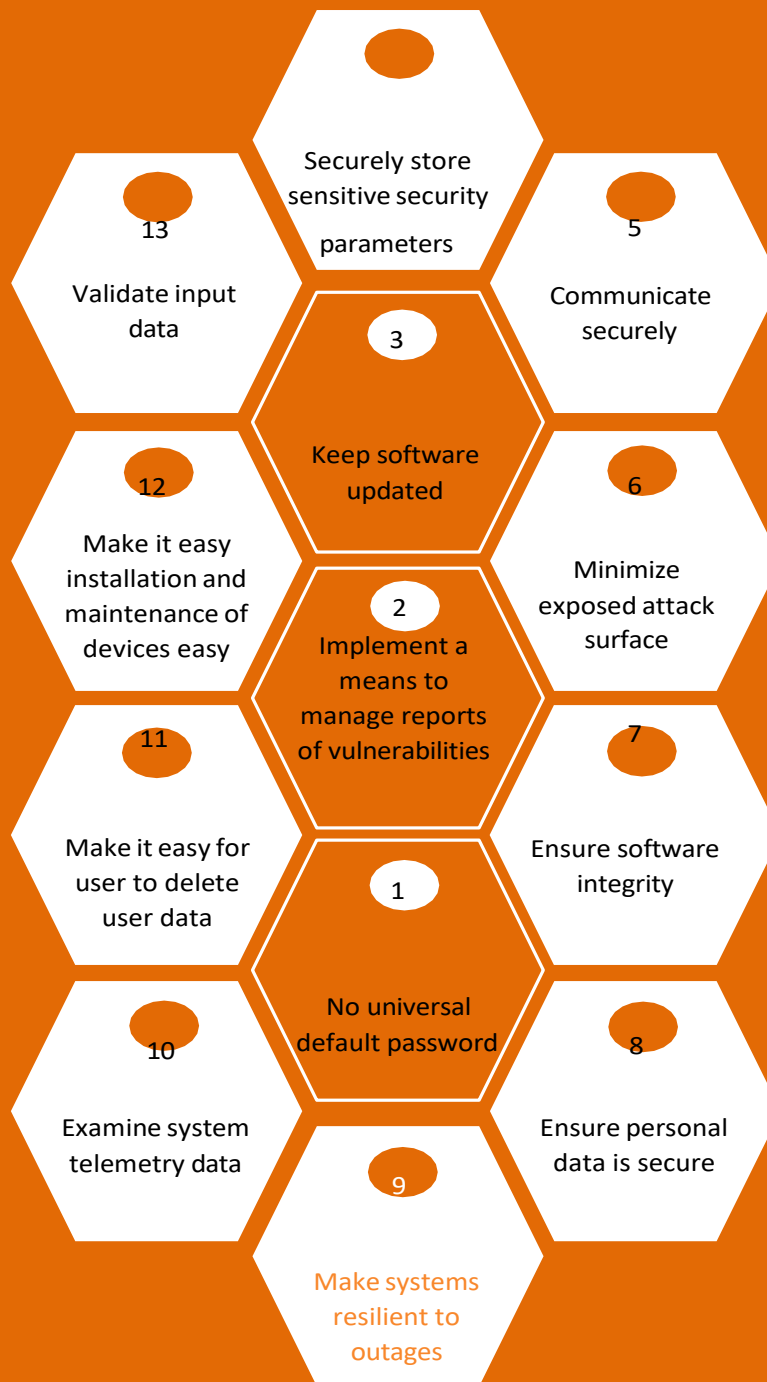 Securely store
sensitive security
parameters
13
Validate input
data
5
Communicate
securely
3
Keep software
updated
12
Make it easy
installation and
maintenance of
devices easy
6
Minimize
exposed attack
surface
2
Implement a
means to
manage reports
of vulnerabilities
11
Make it easy for
user to delete
user data
7
Ensure software
integrity
1
No universal
default password
10
Examine system
telemetry data
8
Ensure personal
data is secure
9
Make systems
resilient to
outages